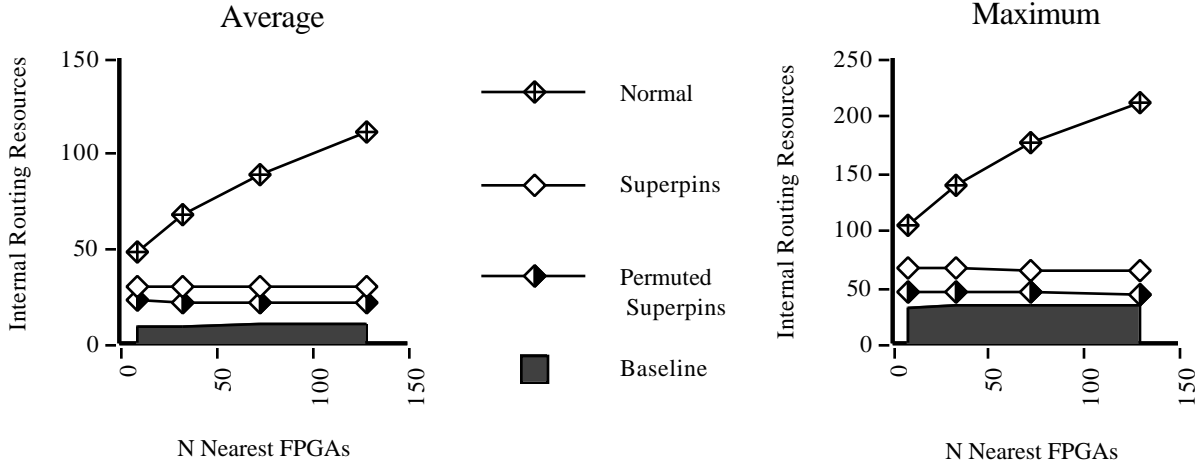 Average
Internal Routing Resources
150
100
50
0
0
50
100
150
N Nearest FPGAs
Normal
Superpins
Permuted
Superpins
Baseline
Maximum
Internal Routing Resources
250
200
150
100
50
0
0
50
100
150
N Nearest FPGAs